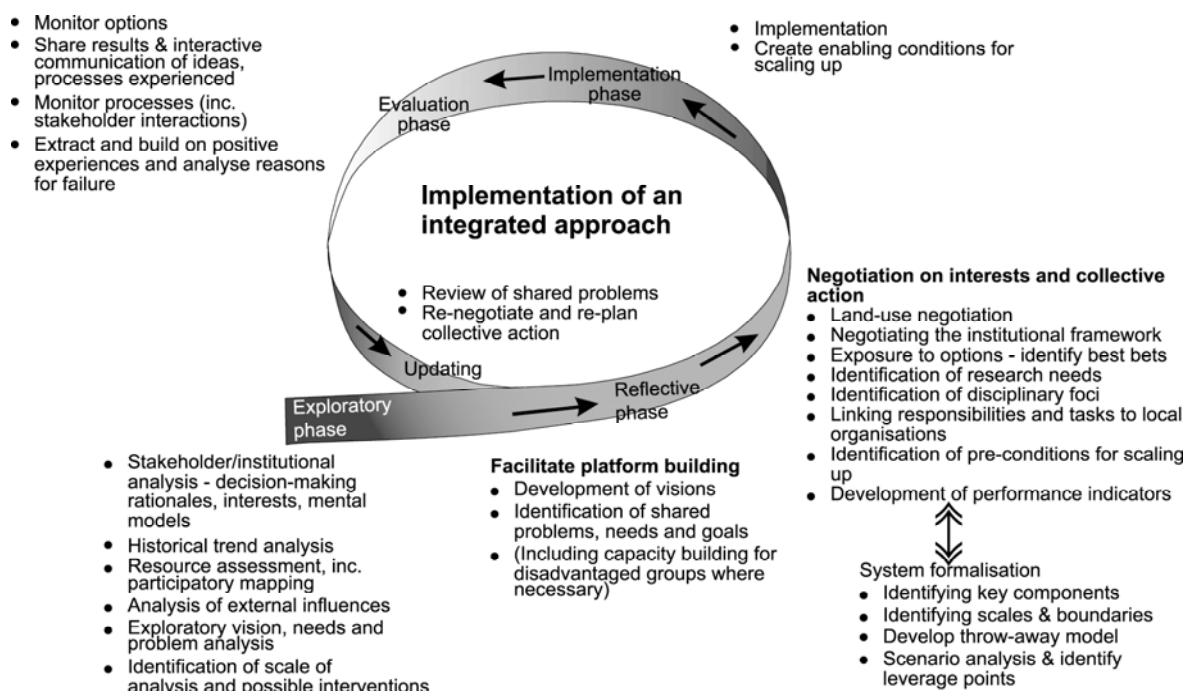 • Monitor options
• Share results & interactive
communication of ideas,
processes experienced
• Monitor processes (inc.
stakeholder interactions)
• Extract and build on positive
experiences and analyse reasons
for failure
• Implementation
• Create enabling conditions for
scaling up
Implementation
phase
Evaluation
phase
Implementation of an
integrated approach
• Review of shared problems
• Re-negotiate and re-plan
collective action
Updating
Exploratory
phase
Reflective
phase
Negotiation on interests and collective
action
• Land-use negotiation
• Negotiating the institutional framework
• Exposure to options - identify best bets
• Identification of research needs
• Identification of disciplinary foci
• Linking responsibilities and tasks to local
organisations
• Identification of pre-conditions for scaling
up
• Development of performance indicators
• Stakeholder/institutional
analysis - decision-making
rationales, interests, mental
models
• Historical trend analysis
• Resource assessment, inc.
participatory mapping
• Analysis of external influences
• Exploratory vision, needs and
problem analysis
• Identification of scale of
analysis and possible interventions
Facilitate platform building
• Development of visions
• Identification of shared
problems, needs and goals
• (Including capacity building for
disadvantaged groups where
necessary)
System formalisation
• Identifying key components
• Identifying scales & boundaries
• Develop throw-away model
• Scenario analysis & identify
leverage points